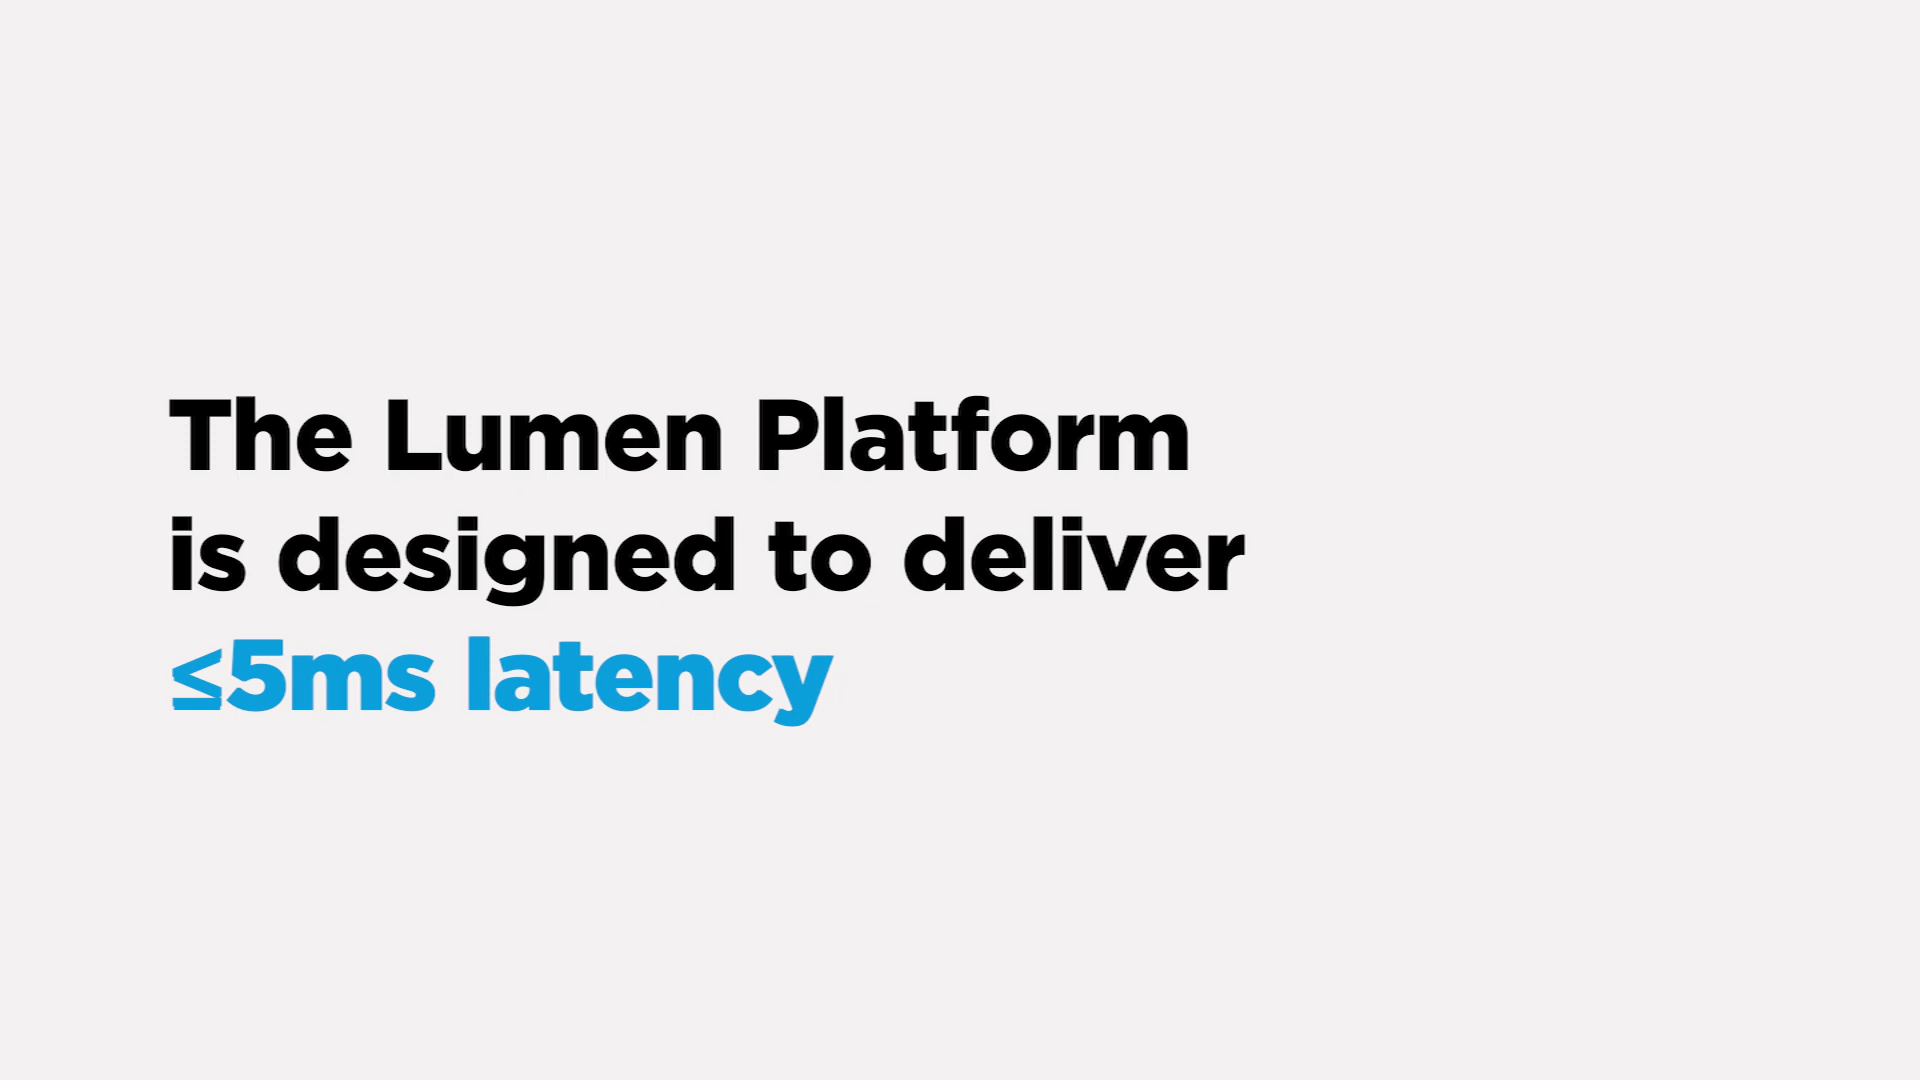 The Lumen Platform
is designed to deliver
≤5ms latency